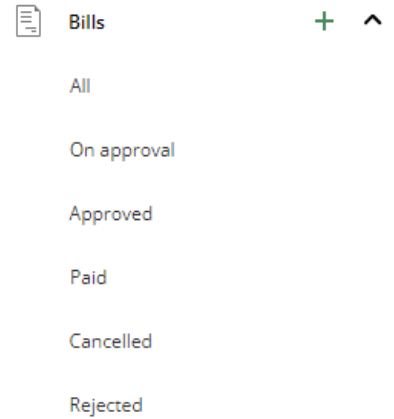 Bills
All
On approval
Approved
Paid
Cancelled
Rejected